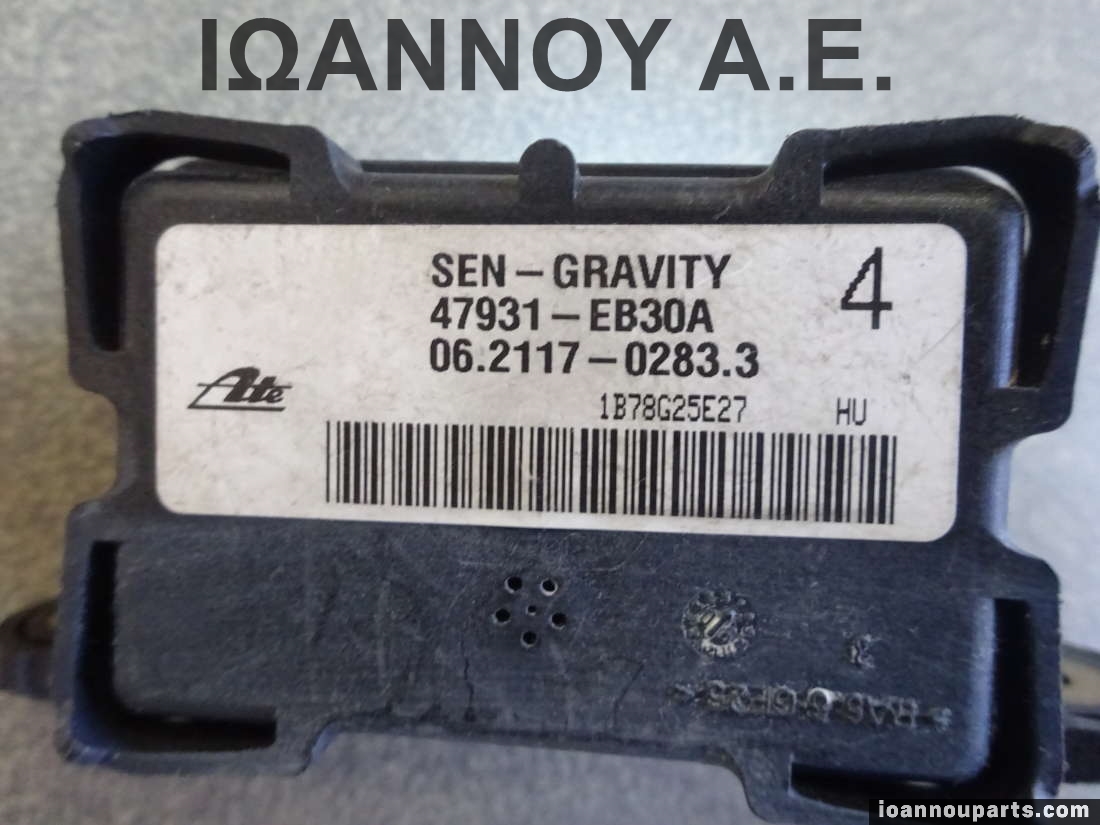 ΙΩΑΝΝΟΥ Α.Ε.
SEN-GRAVITY
4
47931-EB30A
06.2117-0283.3
Ate
1B78G25E27 HU
ioannouparts.com